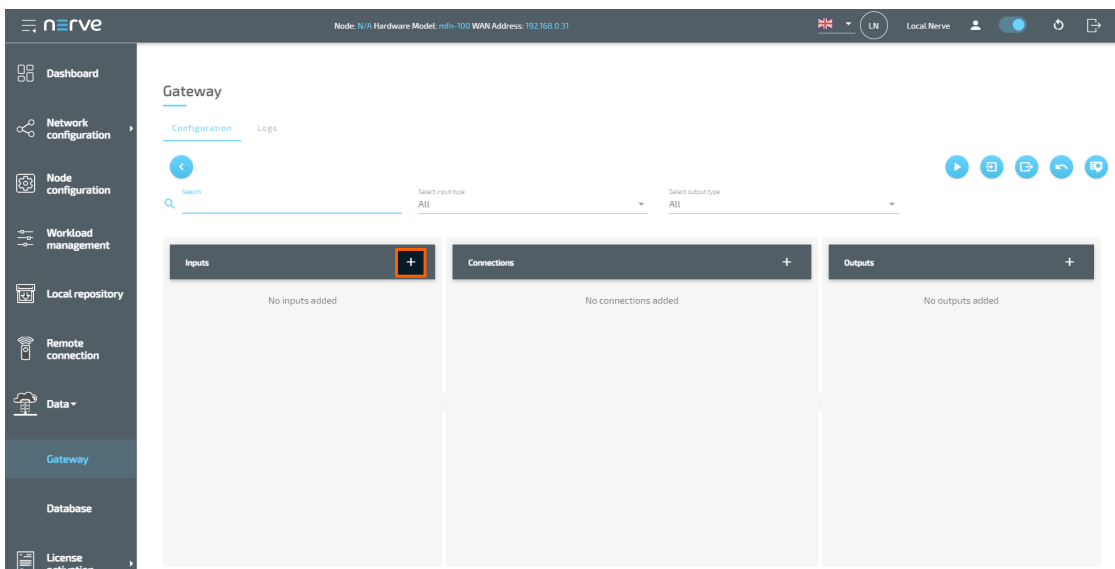 nerve
Node: N/A Hardware Model: mfn-100 WAN Address: 192.168.0.31
LN
Local Nerve
Dashboard
Network
configuration
Node
configuration
Workload
management
Local repository
Remote
connection
Data
Gateway
Database
License
activation
Gateway
Configuration Logs
Search
Select input type
All
Select output type
All
Inputs +
Connections +
Outputs +
No inputs added
No connections added
No outputs added